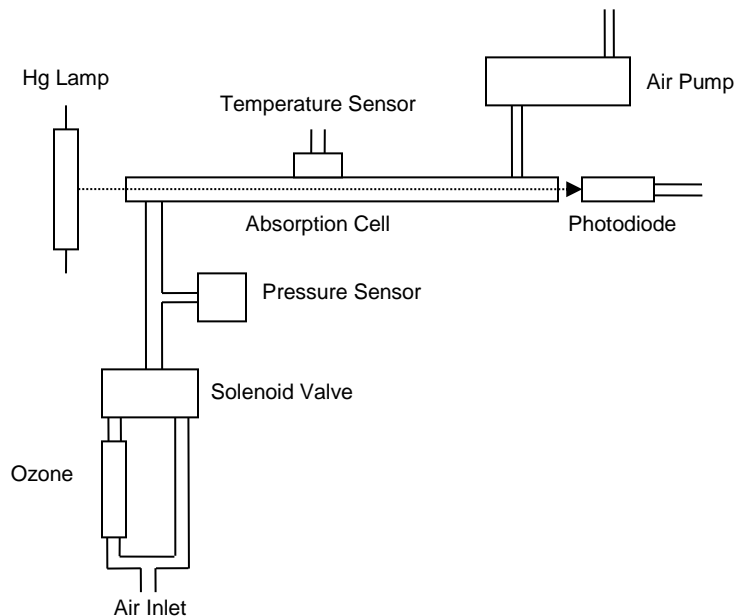 Hg Lamp
Air Pump
Temperature Sensor
Absorption Cell
Photodiode
Pressure Sensor
Solenoid Valve
Ozone
Air Inlet